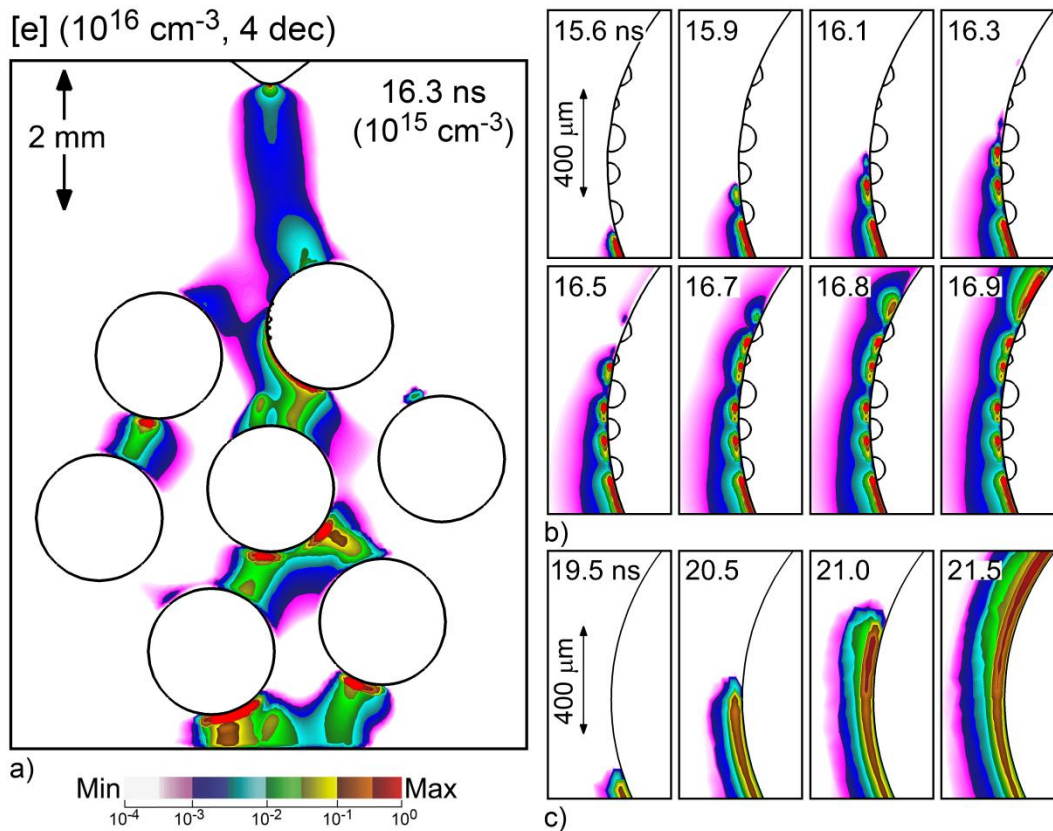 [e] (10¹⁶ cm⁻³, 4 dec)
2 mm
16.3 ns
(10¹⁵ cm⁻³)
a)
Min
Max
10⁻⁴ 10⁻³ 10⁻² 10⁻¹ 10⁰
15.6 ns 15.9 16.1 16.3
400 µm
16.5 16.7 16.8 16.9
b)
19.5 ns 20.5 21.0 21.5
400 µm
c)